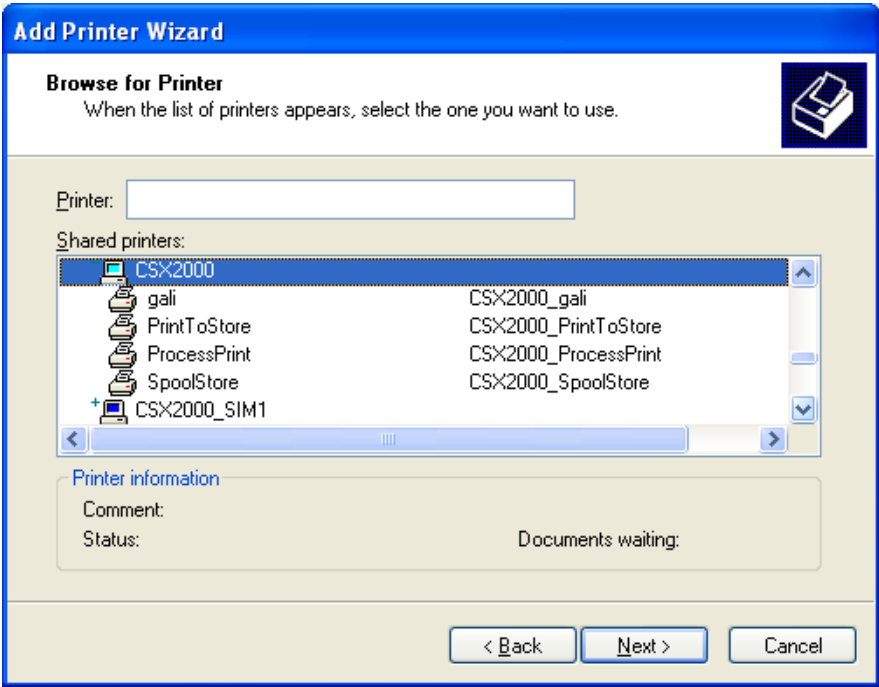 Add Printer Wizard
Browse for Printer
When the list of printers appears, select the one you want to use.
Printer:
Shared printers:
CSX2000
gali CSX2000_gali
PrintToStore CSX2000_PrintToStore
ProcessPrint CSX2000_ProcessPrint
SpoolStore CSX2000_SpoolStore
CSX2000_SIM1
Printer information
Comment:
Status: Documents waiting:
< Back Next > Cancel